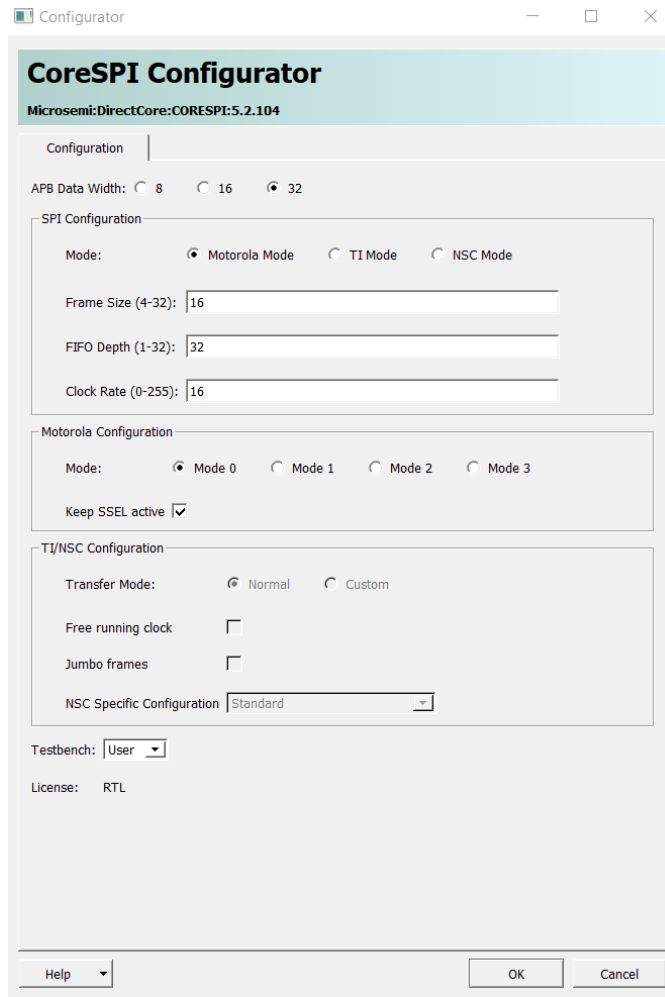 Configurator
CoreSPI Configurator
Microsemi:DirectCore:CORESPI:5.2.104
Configuration
APB Data Width: 8 16 32
SPI Configuration
Mode: Motorola Mode TI Mode NSC Mode
Frame Size (4-32): 16
FIFO Depth (1-32): 32
Clock Rate (0-255): 16
Motorola Configuration
Mode: Mode 0 Mode 1 Mode 2 Mode 3
Keep SSEL active
TI/NSC Configuration
Transfer Mode: Normal Custom
Free running clock
Jumbo frames
NSC Specific Configuration Standard
Testbench: User
License: RTL
Help OK Cancel